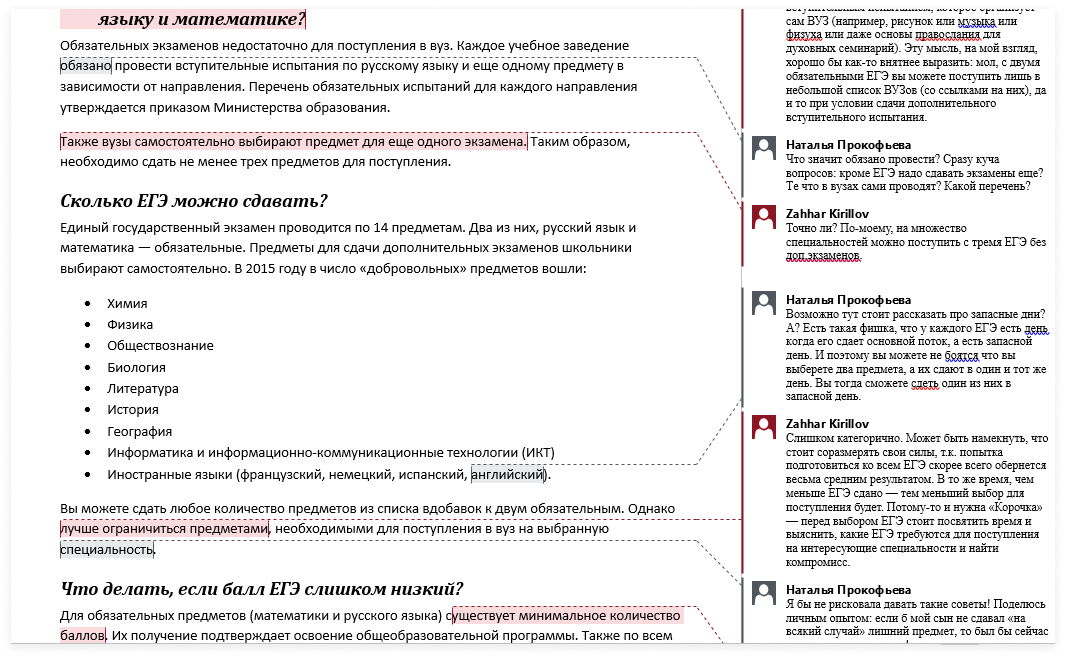 языку и математике?
Обязательных экзаменов недостаточно для поступления в вуз. Каждое учебное заведение
обязано провести вступительные испытания по русскому языку и еще одному предмету в
зависимости от направления. Перечень обязательных испытаний для каждого направления
утверждается приказом Министерства образования.
Также вузы самостоятельно выбирают предмет для еще одного экзамена. Таким образом,
необходимо сдать не менее трех предметов для поступления.
Сколько ЕГЭ можно сдавать?
Единый государственный экзамен проводится по 14 предметам. Два из них, русский язык и
математика — обязательные. Предметы для сдачи дополнительных экзаменов школьники
выбирают самостоятельно. В 2015 году в число «добровольных» предметов вошли:
• Химия
• Физика
• Обществознание
• Биология
• Литература
• История
• География
• Информатика и информационно-коммуникационные технологии (ИКТ)
• Иностранные языки (французский, немецкий, испанский, английский).
Вы можете сдать любое количество предметов из списка вдобавок к двум обязательным. Однако
лучше ограничиться предметами, необходимыми для поступления в вуз на выбранную
специальность.
Что делать, если балл ЕГЭ слишком низкий?
Для обязательных предметов (математики и русского языка) существует минимальное количество
баллов. Их получение подтверждает освоение общеобразовательной программы. Также по всем
вступительным испытанием, которое организует
сам ВУЗ (например, рисунок или музыка или
физуха или даже основы православия для
духовных семинарий). Эту мысль, на мой взгляд,
хорошо бы как-то внятнее выразить: мол, с двумя
обязательными ЕГЭ вы можете поступить лишь в
небольшой список ВУЗов (со ссылками на них), да
и то при условии сдачи дополнительного
вступительного испытания.
Наталья Прокофьева
Что значит обязано провести? Сразу куча
вопросов: кроме ЕГЭ надо сдавать экзамены еще?
Те что в вузах сами проводят? Какой перечень?
Zahhar Kirillov
Точно ли? По-моему, на множество
специальностей можно поступить с тремя ЕГЭ без
доп.экзаменов.
Наталья Прокофьева
Возможно тут стоит рассказать про запасные дни?
А? Есть такая фишка, что у каждого ЕГЭ есть день,
когда его сдает основной поток, а есть запасной
день. И поэтому вы можете не боятся что вы
выберете два предмета, а их сдают в один и тот же
день. Вы тогда сможете сдеть один из них в
запасной день.
Zahhar Kirillov
Слишком категорично. Может быть намекнуть, что
стоит соразмерять свои силы, т.к. попытка
подготовиться ко всем ЕГЭ скорее всего обернется
весьма средним результатом. В то же время, чем
меньше ЕГЭ сдано — тем меньший выбор для
поступления будет. Потому-то и нужна «Корочка»
— перед выбором ЕГЭ стоит посвятить время и
выяснить, какие ЕГЭ требуются для поступления
на интересующие специальности и найти
компромисс.
Наталья Прокофьева
Я бы не рисковала давать такие советы! Поделюсь
личным опытом: если б мой сын не сдавал «на
всякий случай» лишний предмет, то был бы сейчас